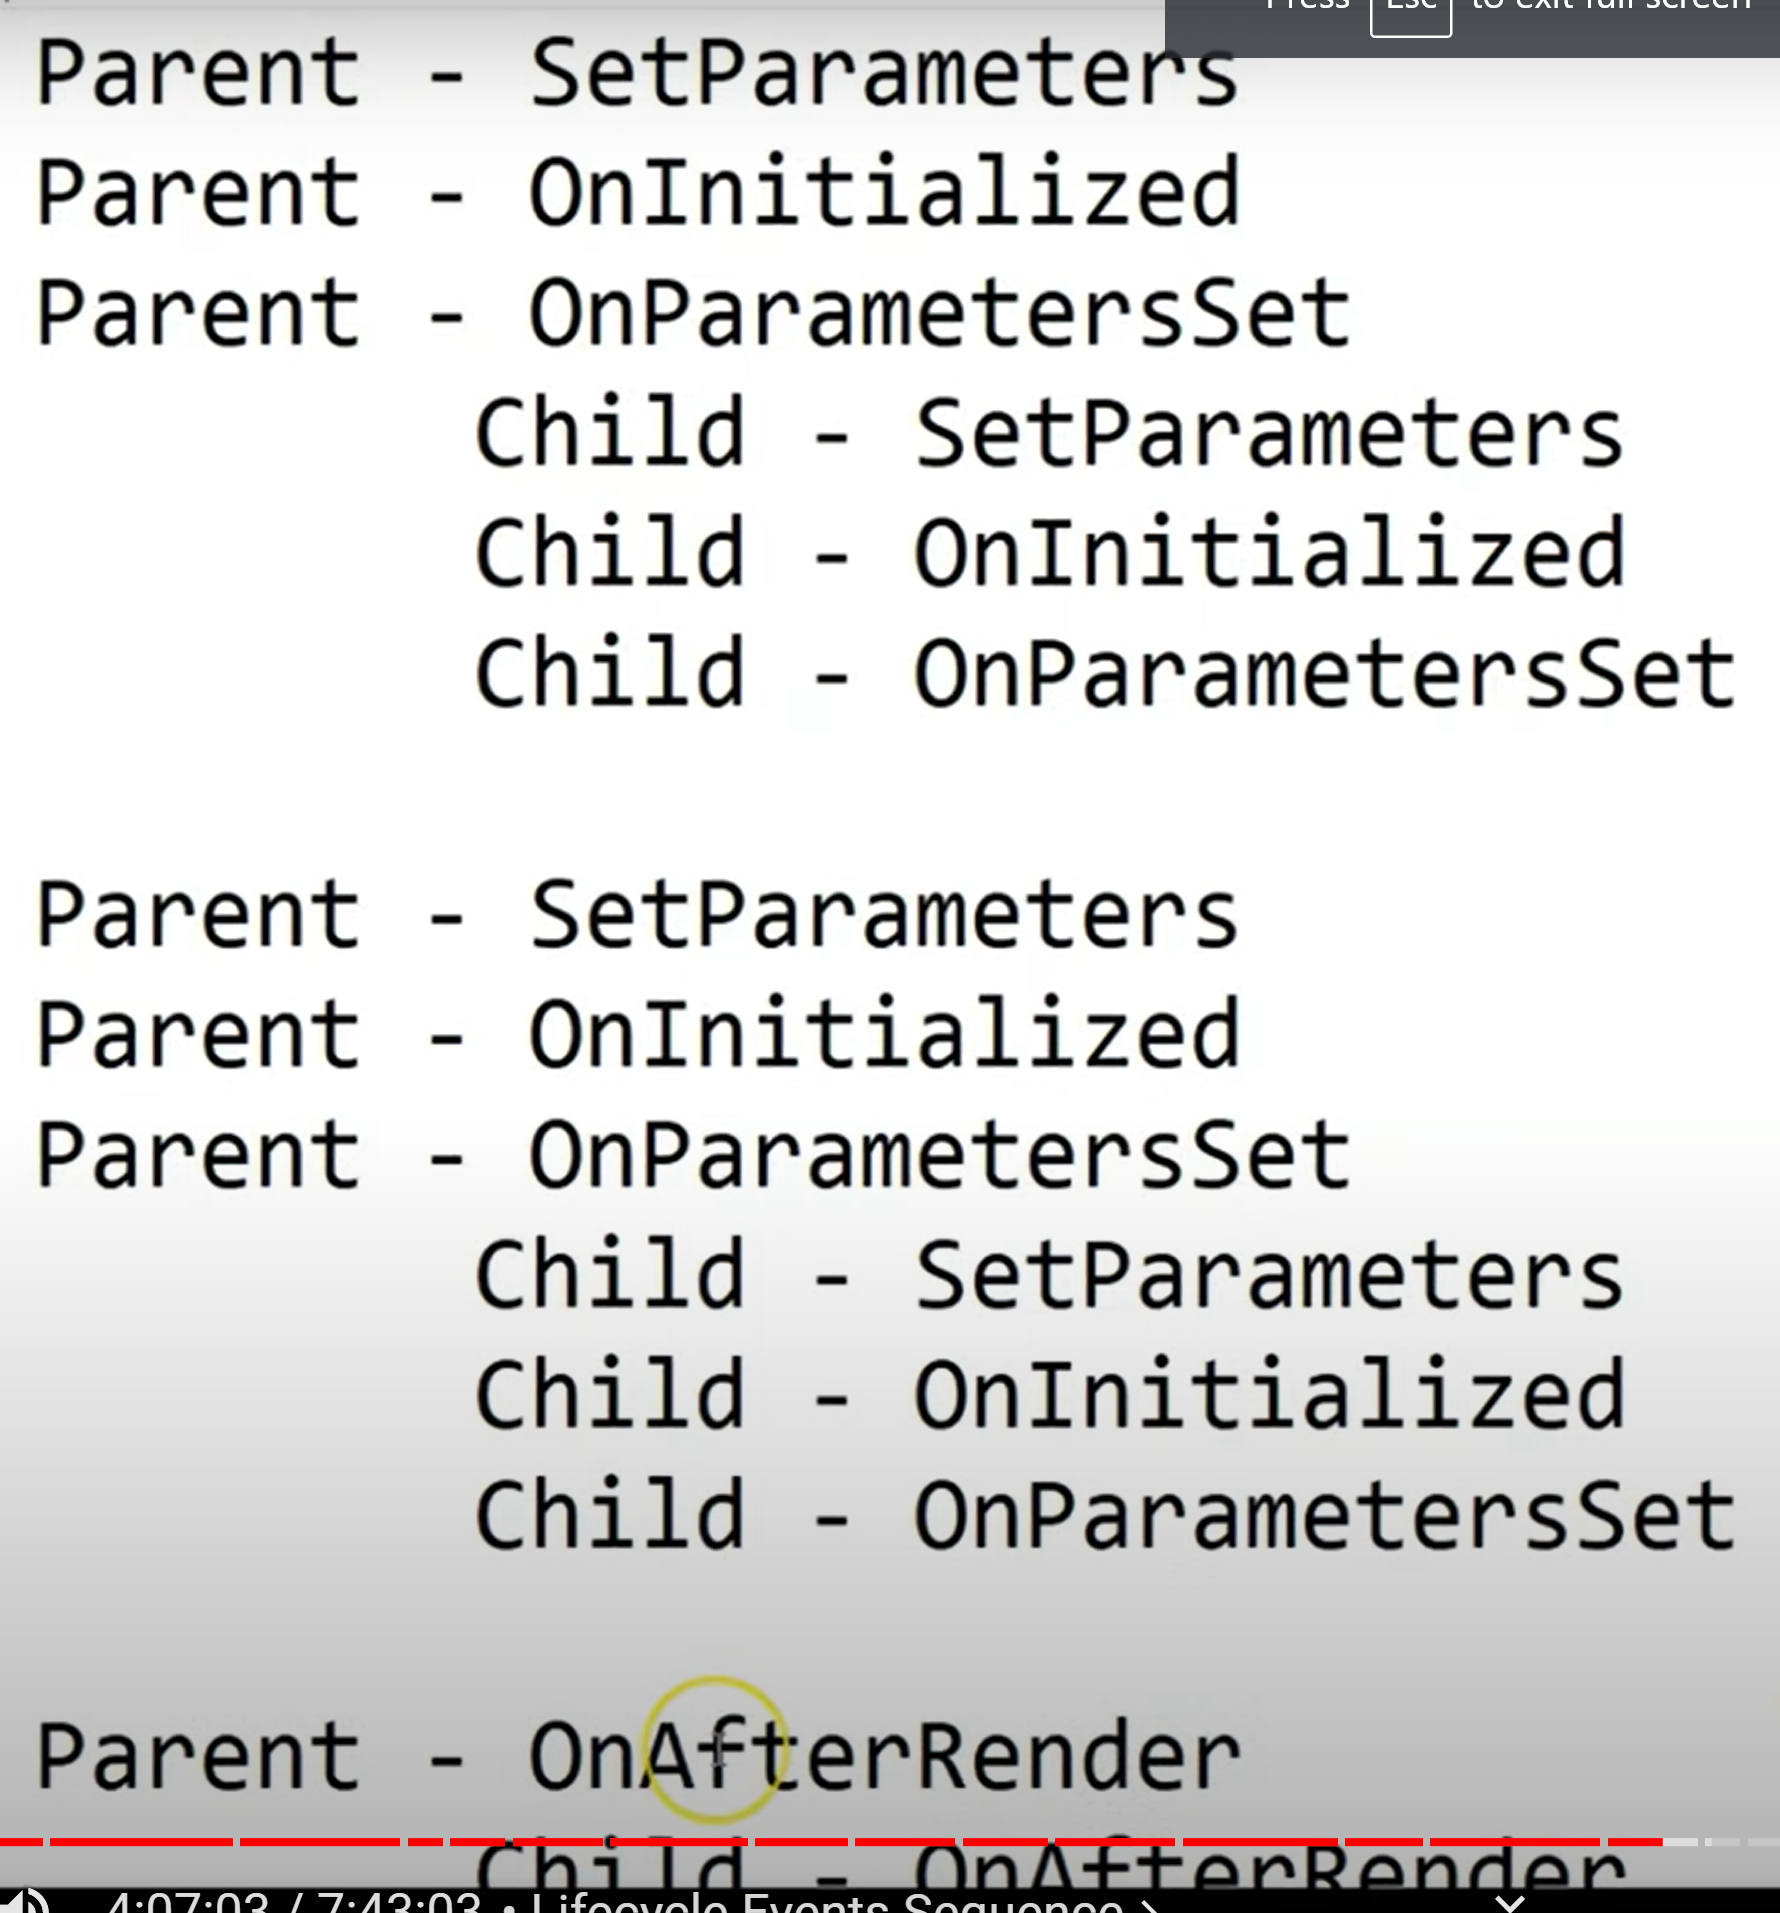 Press Esc to exit full screen
Parent - SetParameters
Parent - OnInitialized
Parent - OnParametersSet
Child - SetParameters
Child - OnInitialized
Child - OnParametersSet
Parent - SetParameters
Parent - OnInitialized
Parent - OnParametersSet
Child - SetParameters
Child - OnInitialized
Child - OnParametersSet
Parent - OnAfterRender
Child - OnAfterRender
4:07:03 / 7:43:03 • Lifecycle Events Sequence >